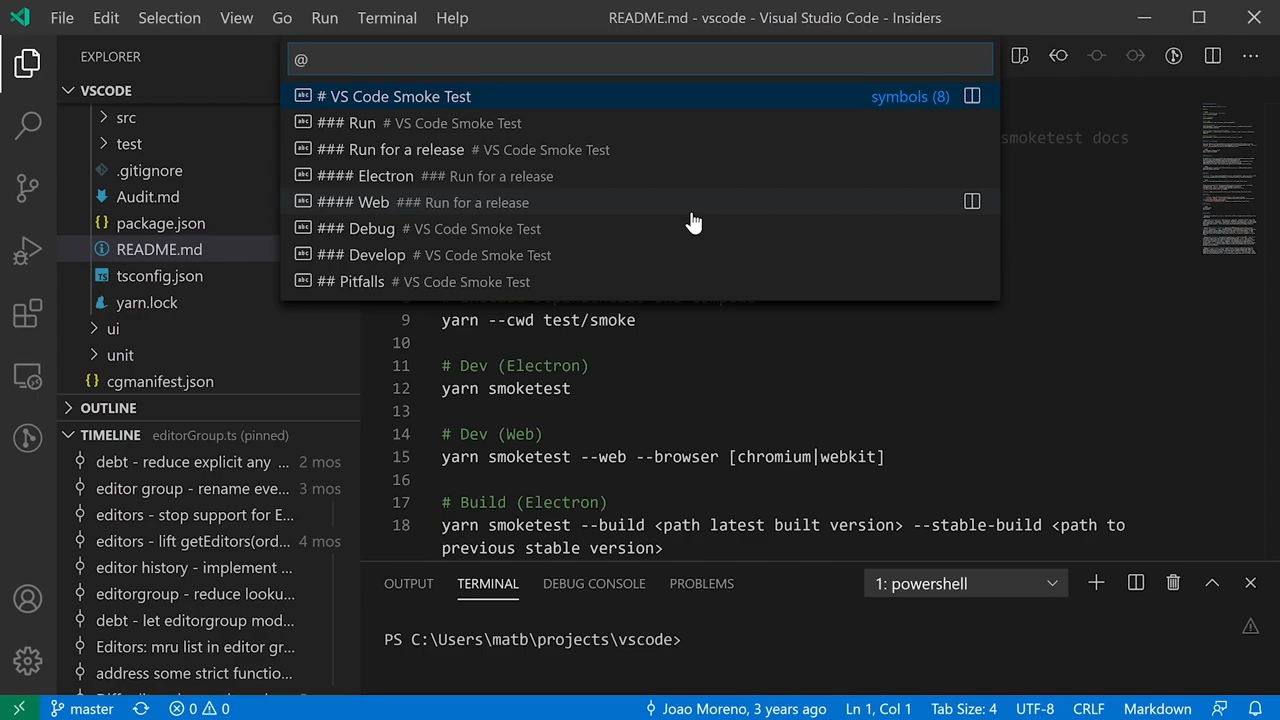 File Edit Selection View Go Run Terminal Help README.md - vscode - Visual Studio Code - Insiders
EXPLORER
@
VSCODE
# VS Code Smoke Test symbols (8)
src
### Run # VS Code Smoke Test
smoketest docs
test
### Run for a release # VS Code Smoke Test
.gitignore
#### Electron ### Run for a release
Audit.md
#### Web ### Run for a release
package.json
### Debug # VS Code Smoke Test
README.md
### Develop # VS Code Smoke Test
tsconfig.json
## Pitfalls # VS Code Smoke Test
yarn.lock
ui
unit
cgmanifest.json
OUTLINE
TIMELINE editorGroup.ts (pinned)
debt - reduce explicit any ... 2 mos
editor group - rename eve... 3 mos
editors - stop support for E...
editors - lift getEditors(ord... 4 mos
editor history - implement ...
editorgroup - reduce looku...
debt - let editorgroup mod...
Editors: mru list in editor gr...
address some strict functio...
9 yarn --cwd test/smoke
10
11 # Dev (Electron)
12 yarn smoketest
13
14 # Dev (Web)
15 yarn smoketest --web --browser [chromium|webkit]
16
17 # Build (Electron)
18 yarn smoketest --build <path latest built version> --stable-build <path to
previous stable version>
OUTPUT TERMINAL DEBUG CONSOLE PROBLEMS 1: powershell
PS C:\Users\matb\projects\vscode>
master 0 0 Joao Moreno, 3 years ago Ln 1, Col 1 Tab Size: 4 UTF-8 CRLF Markdown